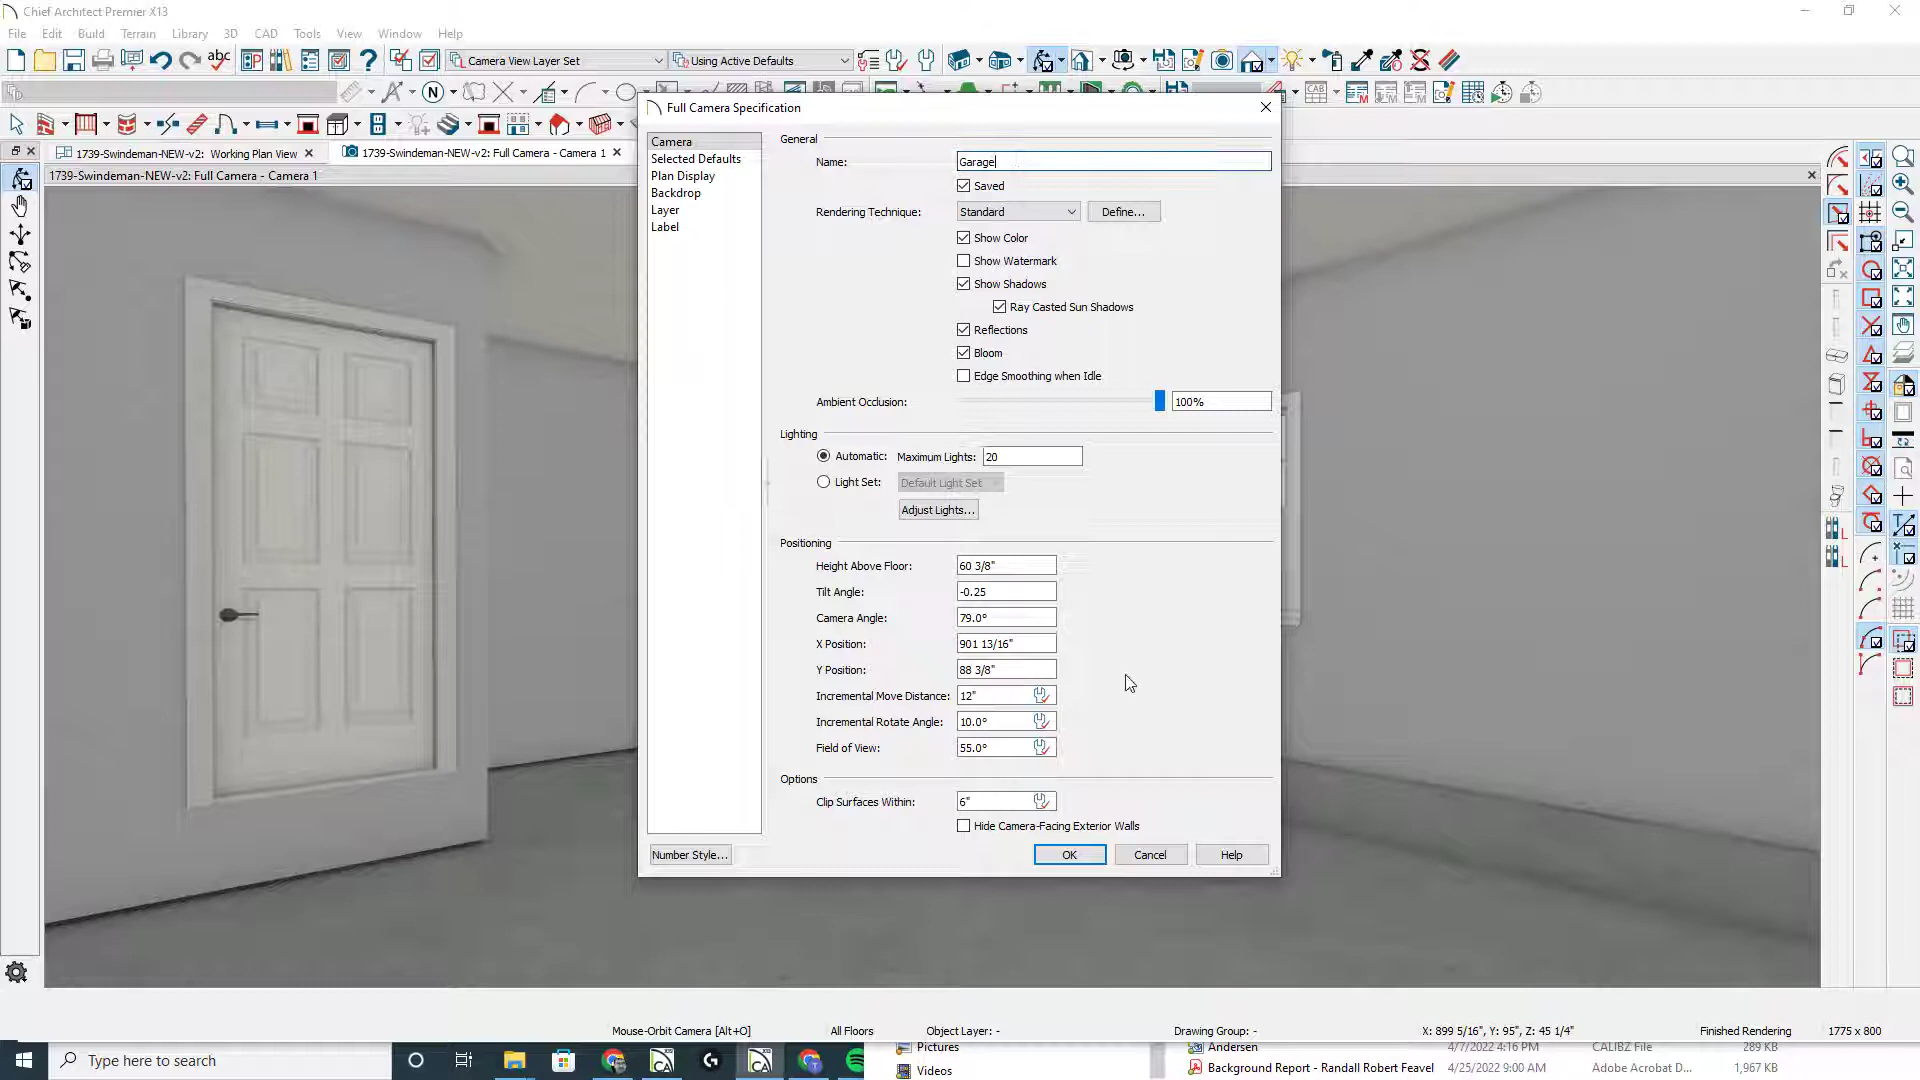 Chief Architect Premier X13
File Edit Build Terrain Library 3D CAD Tools View Window Help
Camera View Layer Set Using Active Defaults
1739-Swindeman-NEW-v2: Working Plan View 1739-Swindeman-NEW-v2: Full Camera - Camera 1
1739-Swindeman-NEW-v2: Full Camera - Camera 1
Full Camera Specification
Camera
Selected Defaults
Plan Display
Backdrop
Layer
Label
General
Name: Garage
Saved
Rendering Technique: Standard Define...
Show Color
Show Watermark
Show Shadows
Ray Casted Sun Shadows
Reflections
Bloom
Edge Smoothing when Idle
Ambient Occlusion: 100%
Lighting
Automatic: Maximum Lights: 20
Light Set: Default Light Set
Adjust Lights...
Positioning
Height Above Floor: 60 3/8"
Tilt Angle: -0.25
Camera Angle: 79.0°
X Position: 901 13/16"
Y Position: 88 3/8"
Incremental Move Distance: 12"
Incremental Rotate Angle: 10.0°
Field of View: 55.0°
Options
Clip Surfaces Within: 6"
Hide Camera-Facing Exterior Walls
Number Style... OK Cancel Help
Mouse-Orbit Camera [Alt+O] All Floors Object Layer: - Drawing Group: - X: 899 5/16", Y: 95", Z: 45 1/4" Finished Rendering 1775 x 800
Type here to search
Pictures Andersen 4/7/2022 4:16 PM CALIBZ File 289 KB
Videos Background Report - Randall Robert Feavel 4/25/2022 9:00 AM Adobe Acrobat D... 1,967 KB